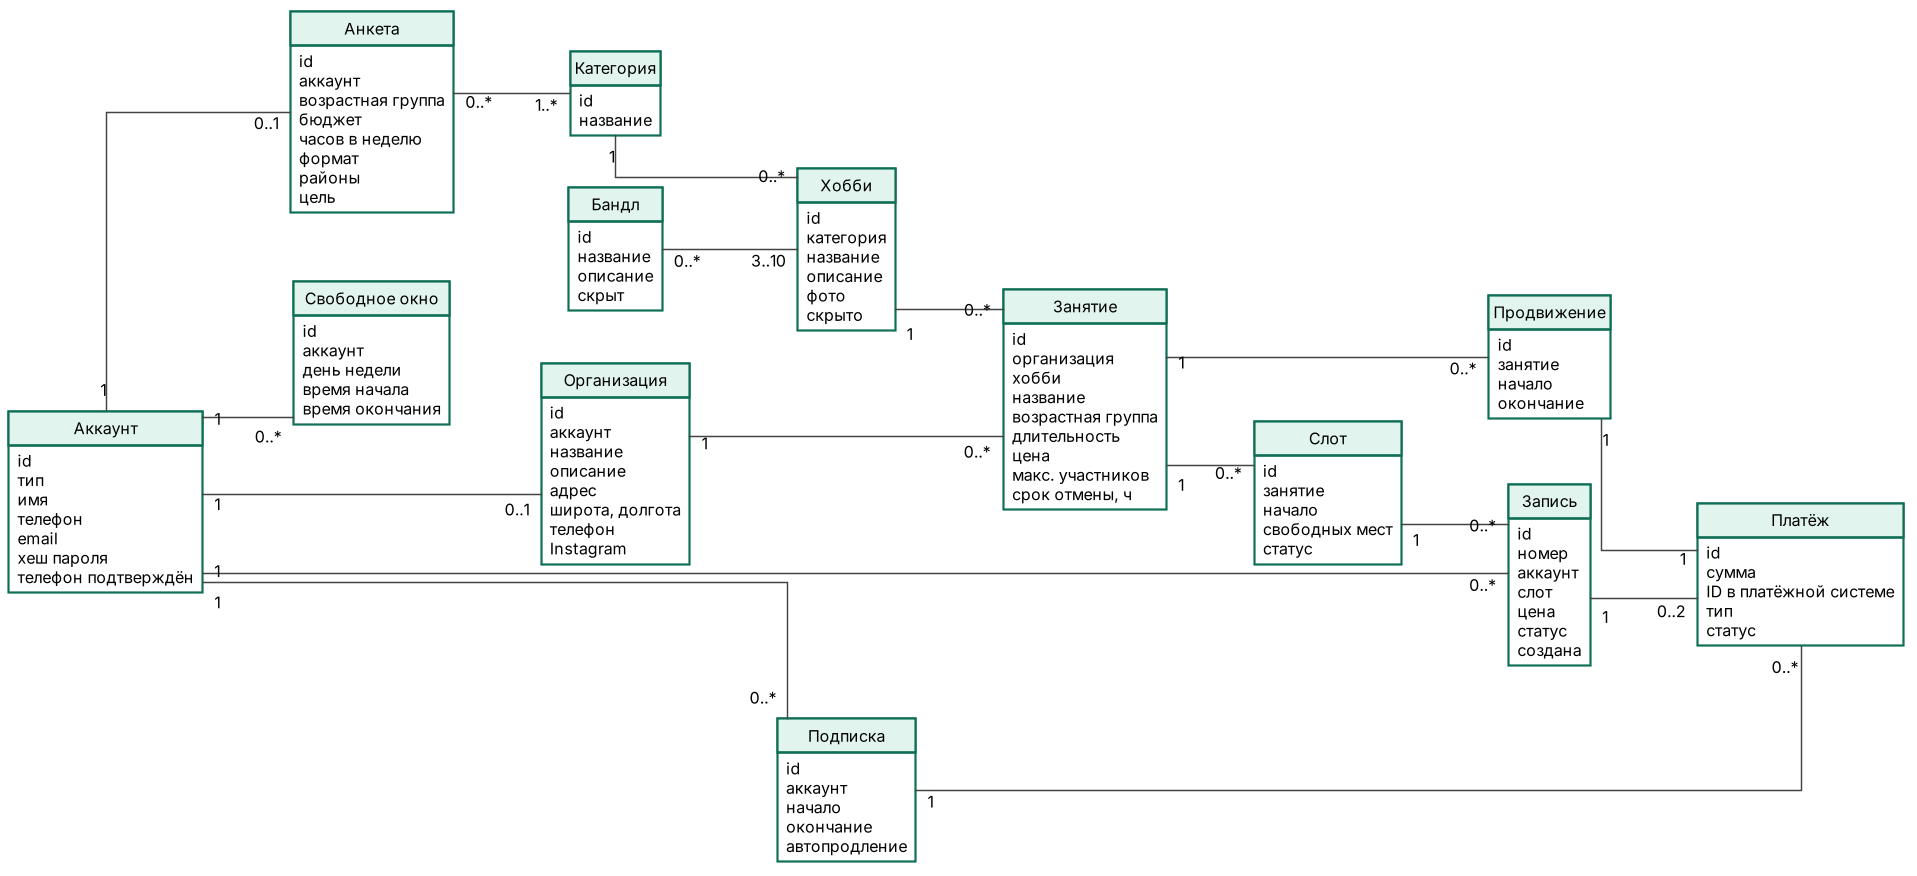 Анкета
id
аккаунт
возрастная группа
бюджет
часов в неделю
формат
районы
цель
0..1
0..*
1..*
Категория
id
название
1
0..*
Бандл
id
название
описание
скрыт
0..*
3..10
Хобби
id
категория
название
описание
фото
скрыто
1
0..*
Свободное окно
id
аккаунт
день недели
время начала
время окончания
1
1
0..*
Аккаунт
id
тип
имя
телефон
email
хеш пароля
телефон подтверждён
1
0..1
1
1
Организация
id
аккаунт
название
описание
адрес
широта, долгота
телефон
Instagram
1
0..*
Занятие
id
организация
хобби
название
возрастная группа
длительность
цена
макс. участников
срок отмены, ч
1
0..*
1
0..*
Продвижение
id
занятие
начало
окончание
1
1
Слот
id
занятие
начало
свободных мест
статус
1
0..*
0..*
Запись
id
номер
аккаунт
слот
цена
статус
создана
1
0..2
Платёж
id
сумма
ID в платёжной системе
тип
статус
0..*
0..*
Подписка
id
аккаунт
начало
окончание
автопродление
1